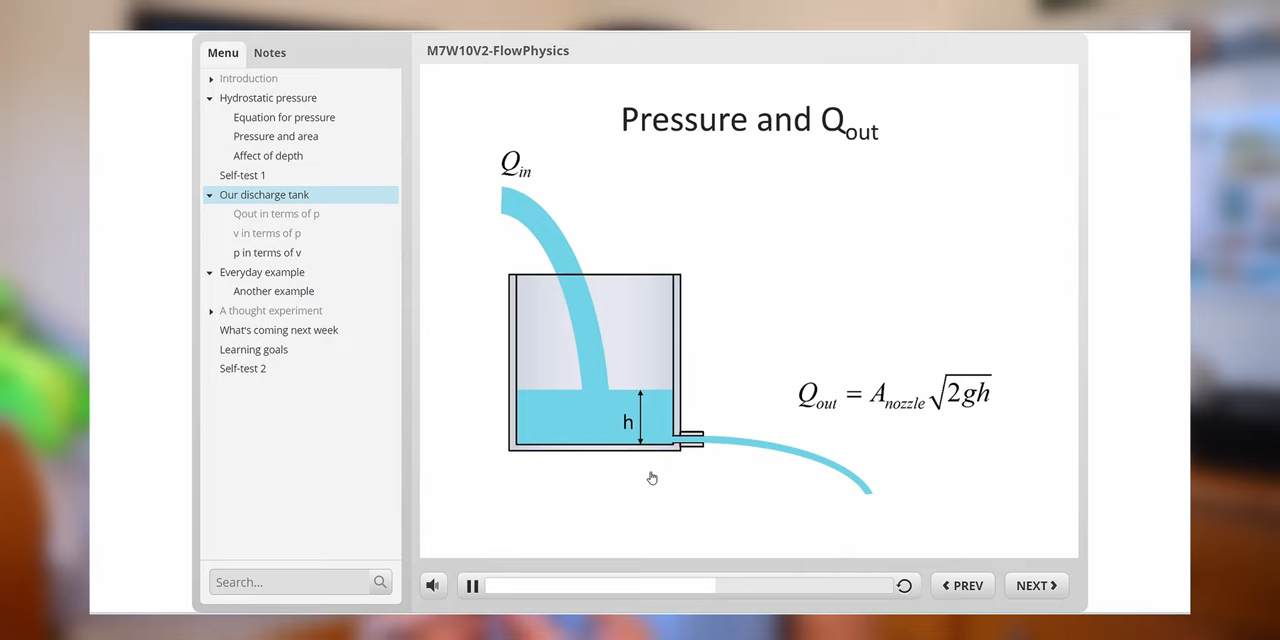 Menu
Notes
M7W10V2-FlowPhysics
Introduction
Hydrostatic pressure
Equation for pressure
Pressure and area
Affect of depth
Self-test 1
Our discharge tank
Qout in terms of p
v in terms of p
p in terms of v
Everyday example
Another example
A thought experiment
What's coming next week
Learning goals
Self-test 2
Search...
Pressure and Qout
Qin
h
Qout = Anozzle √2gh
PREV
NEXT